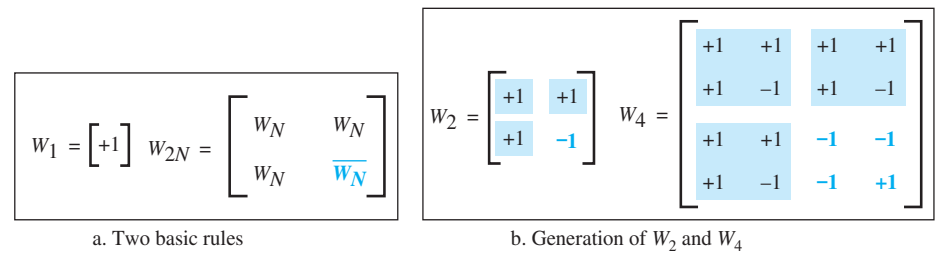 W1 = [+1] W2N = [WN WN
WN W̅N̅]
a. Two basic rules
W2 = [+1 +1
+1 –1]
W4 = [+1 +1 +1 +1
+1 –1 +1 –1
+1 +1 –1 –1
+1 –1 –1 +1]
b. Generation of W2 and W4